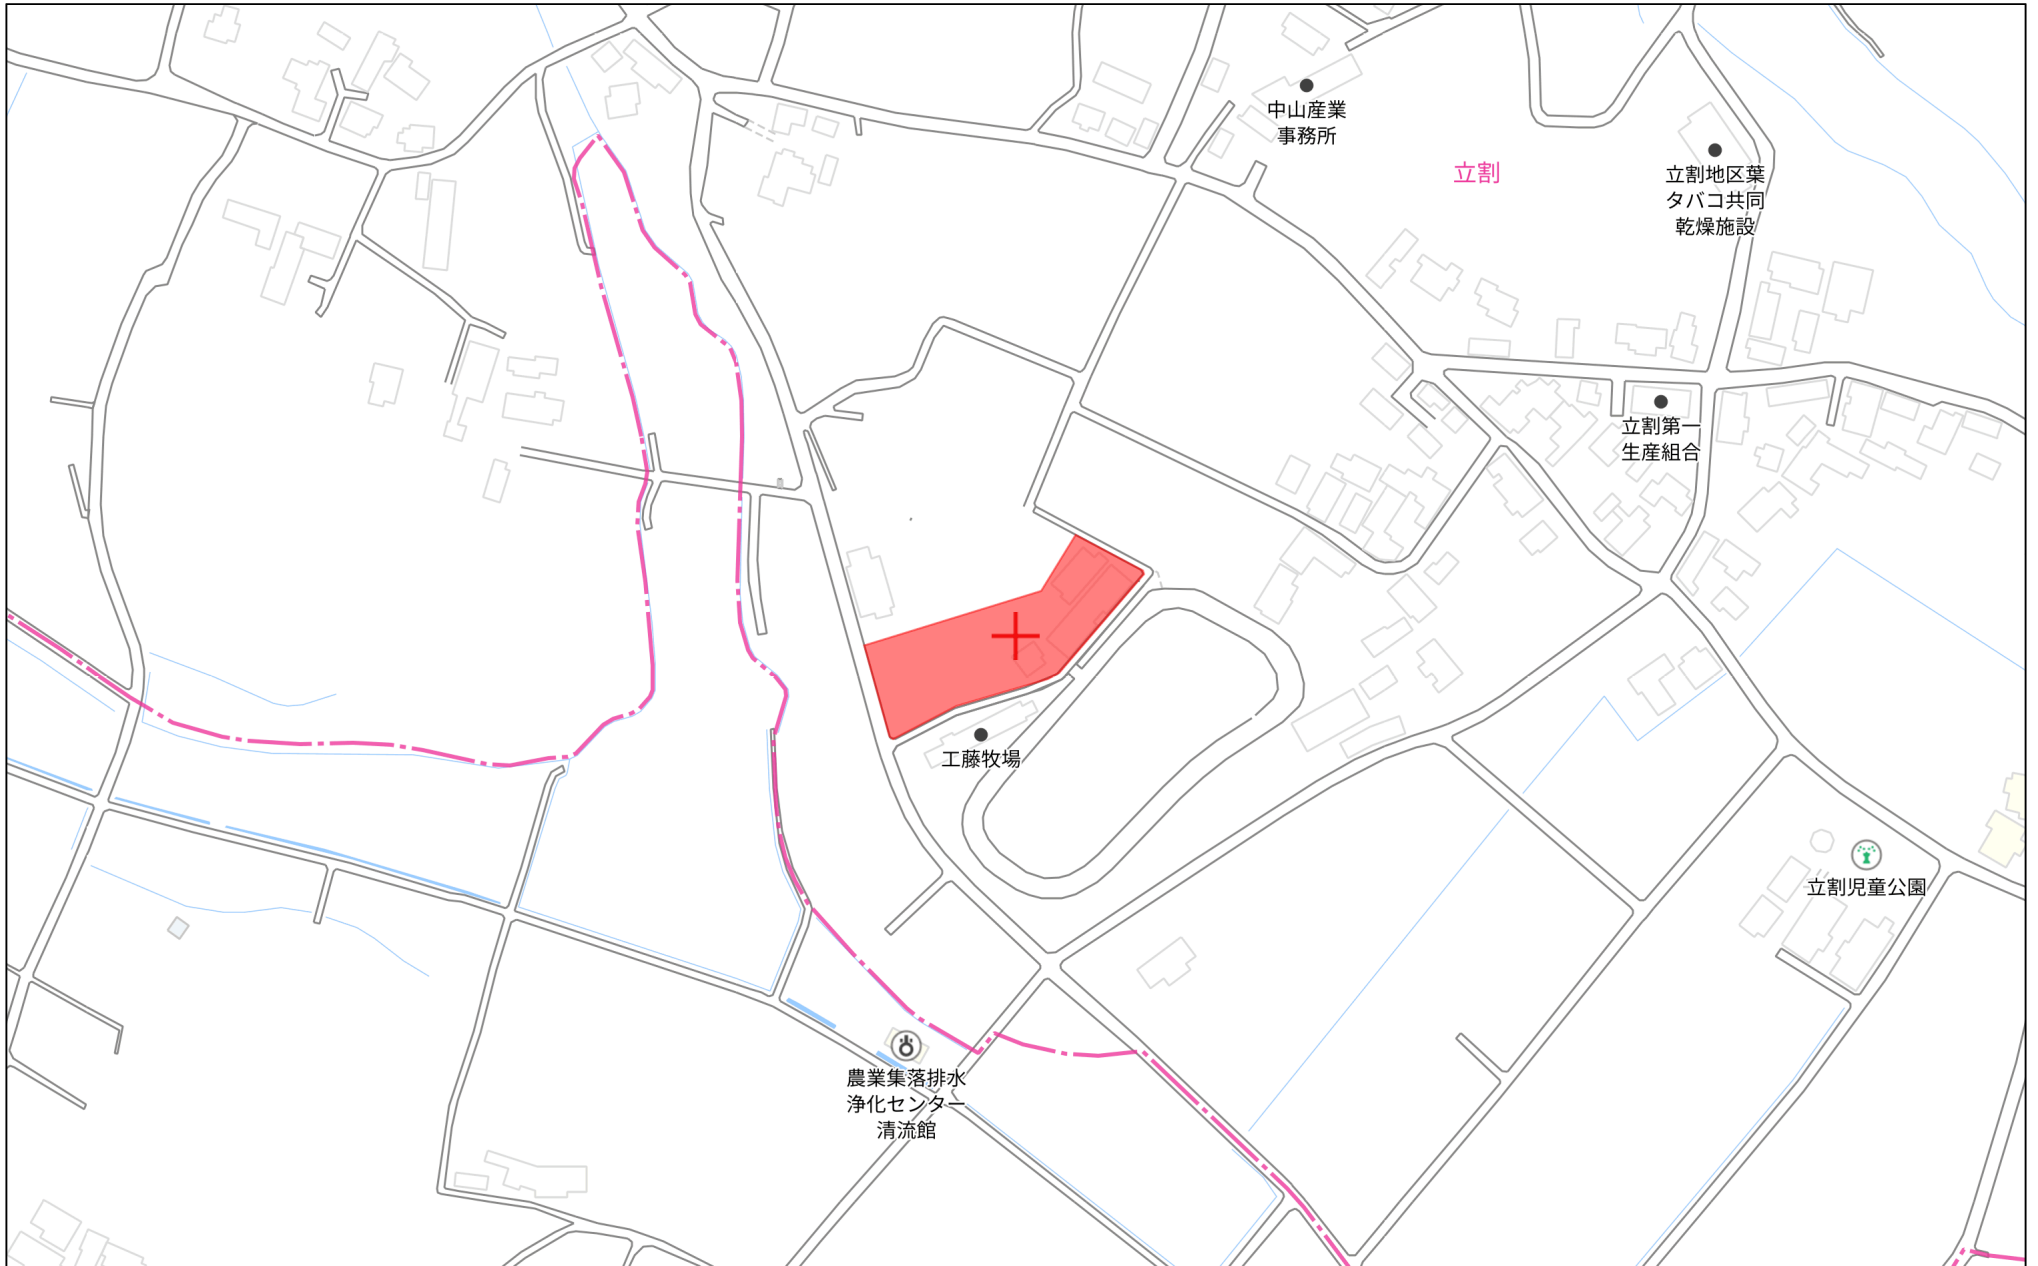 中山産業
事務所
立割
立割地区葉
タバコ共同
乾燥施設
立割第一
生産組合
工藤牧場
立割児童公園
農業集落排水
浄化センター
清流館